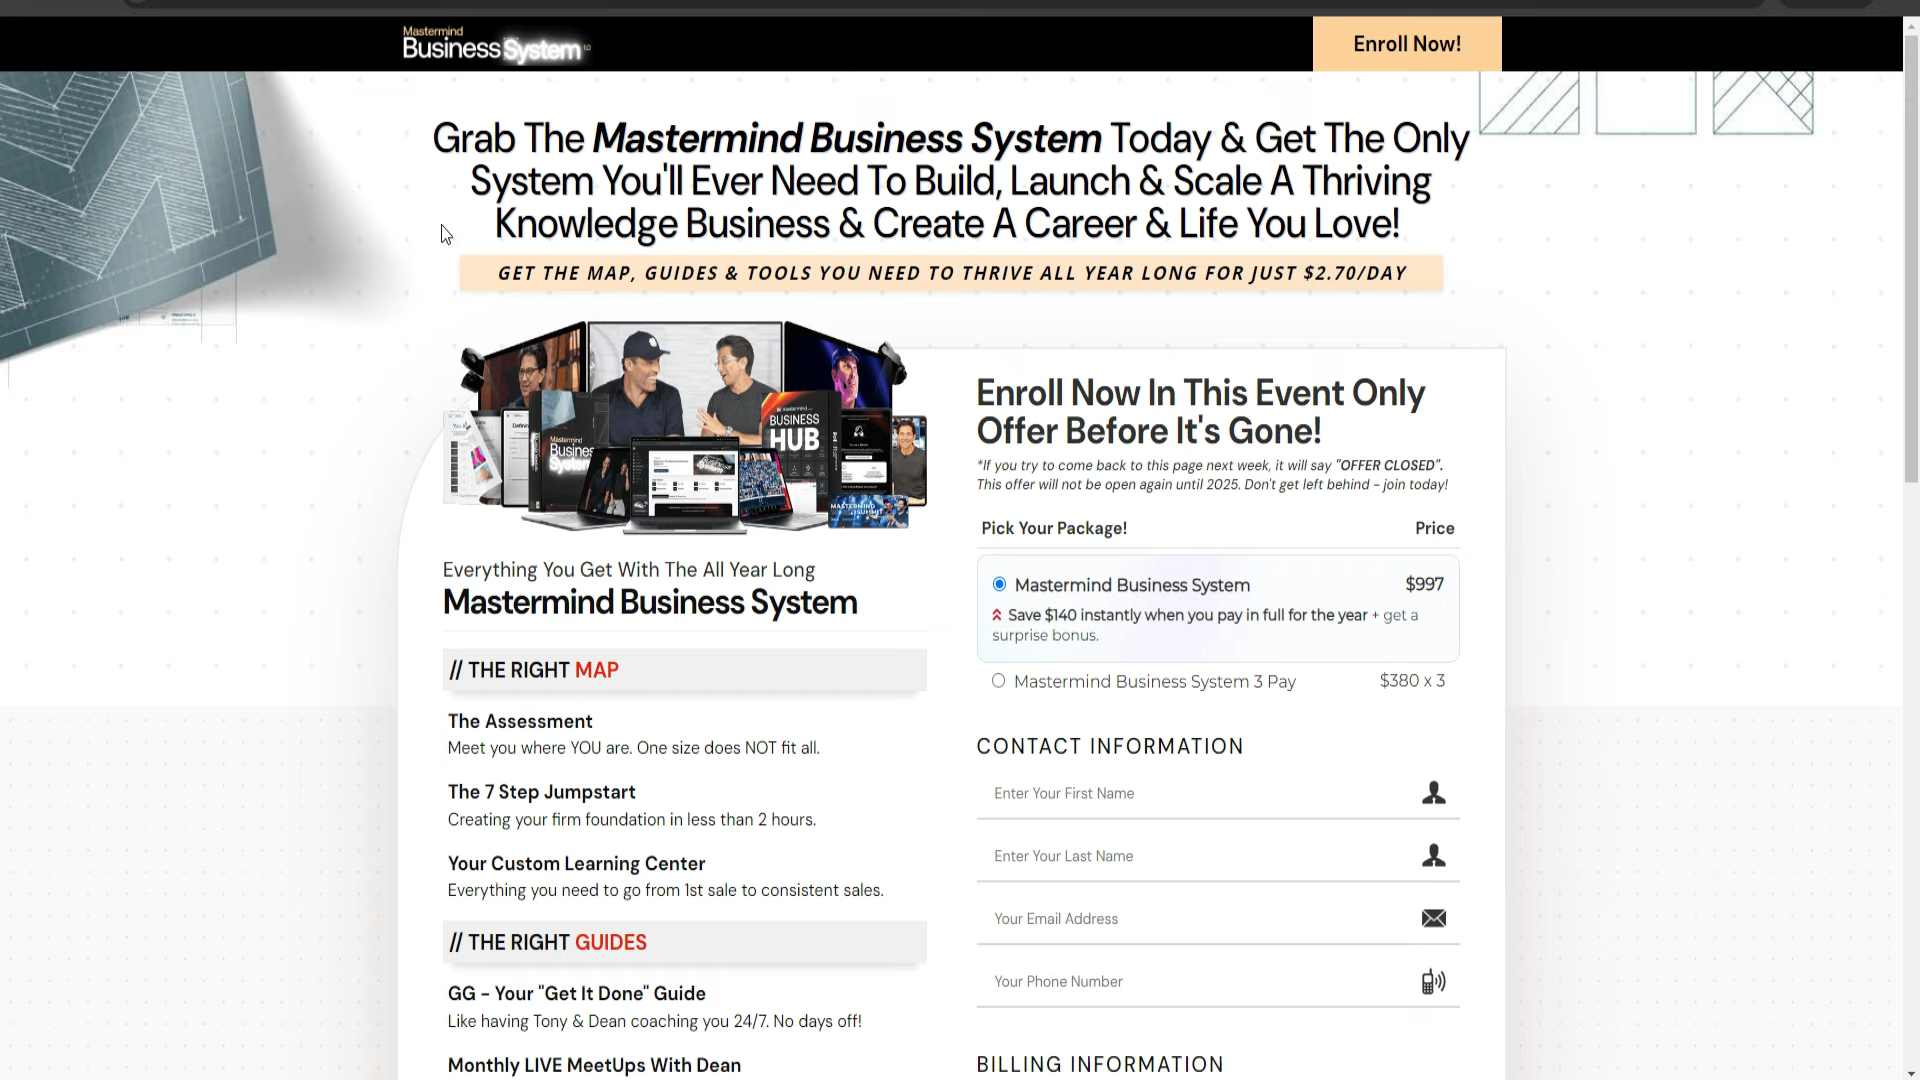 Mastermind
Business System 1.0
Enroll Now!
Grab The Mastermind Business System Today & Get The Only
System You'll Ever Need To Build, Launch & Scale A Thriving
Knowledge Business & Create A Career & Life You Love!
GET THE MAP, GUIDES & TOOLS YOU NEED TO THRIVE ALL YEAR LONG FOR JUST $2.70/DAY
Mastermind
Business
System
BUSINESS
HUB
MASTERMIND
SUMMIT
Everything You Get With The All Year Long
Mastermind Business System
// THE RIGHT MAP
The Assessment
Meet you where YOU are. One size does NOT fit all.
The 7 Step Jumpstart
Creating your firm foundation in less than 2 hours.
Your Custom Learning Center
Everything you need to go from 1st sale to consistent sales.
// THE RIGHT GUIDES
GG - Your "Get It Done" Guide
Like having Tony & Dean coaching you 24/7. No days off!
Monthly LIVE MeetUps With Dean
Enroll Now In This Event Only
Offer Before It's Gone!
*If you try to come back to this page next week, it will say "OFFER CLOSED".
This offer will not be open again until 2025. Don't get left behind - join today!
Pick Your Package! Price
Mastermind Business System $997
Save $140 instantly when you pay in full for the year + get a
surprise bonus.
Mastermind Business System 3 Pay $380 x 3
CONTACT INFORMATION
Enter Your First Name
Enter Your Last Name
Your Email Address
Your Phone Number
BILLING INFORMATION